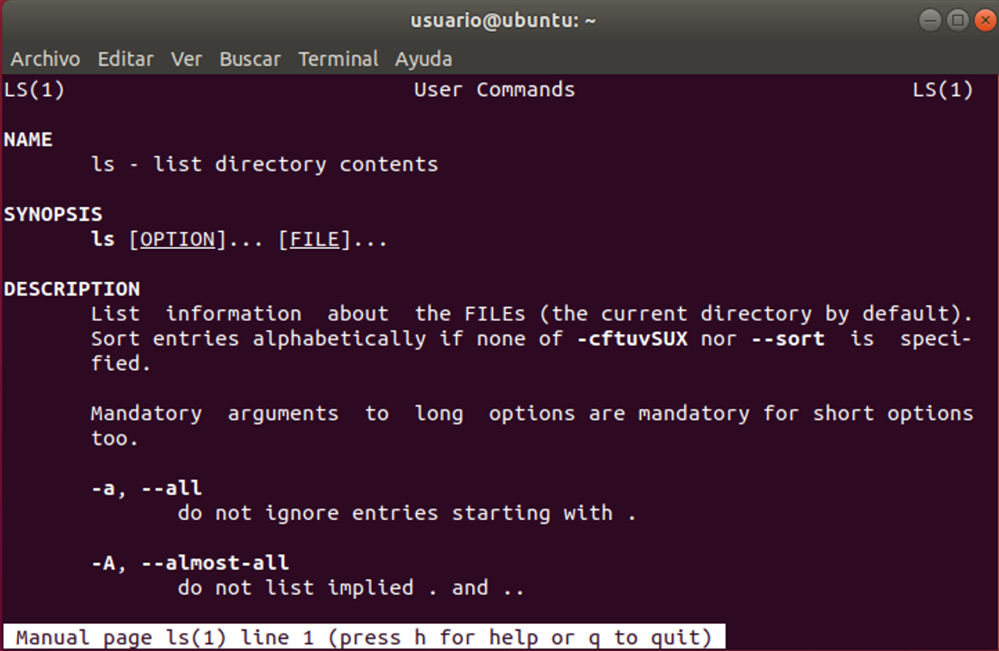 usuario@ubuntu: ~
Archivo Editar Ver Buscar Terminal Ayuda
LS(1) User Commands LS(1)
NAME
ls - list directory contents
SYNOPSIS
ls [OPTION]... [FILE]...
DESCRIPTION
List information about the FILEs (the current directory by default).
Sort entries alphabetically if none of -cftuvSUX nor --sort is speci-
fied.
Mandatory arguments to long options are mandatory for short options
too.
-a, --all
do not ignore entries starting with .
-A, --almost-all
do not list implied . and ..
Manual page ls(1) line 1 (press h for help or q to quit)